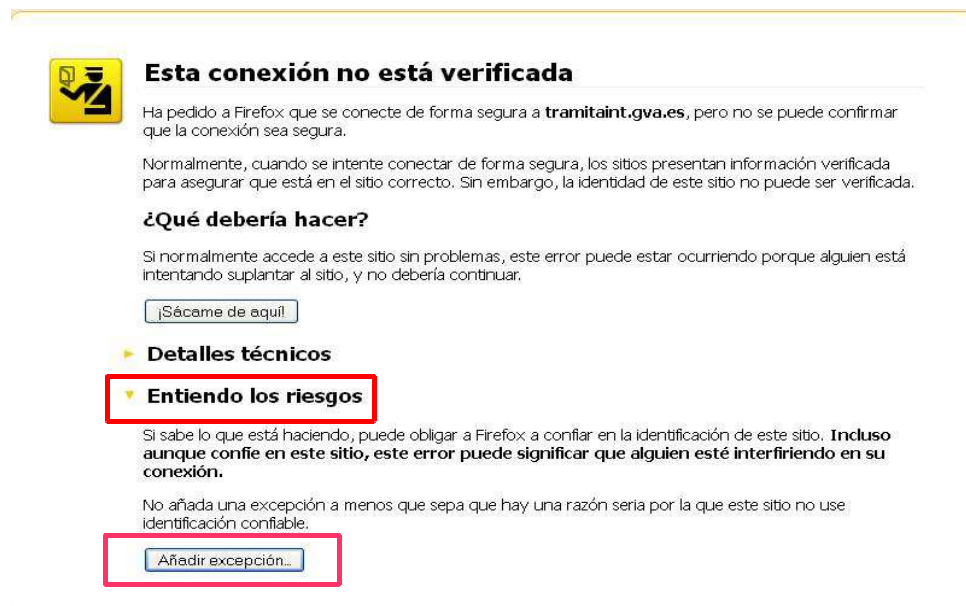 Esta conexión no está verificada
Ha pedido a Firefox que se conecte de forma segura a tramitaint.gva.es, pero no se puede confirmar
que la conexión sea segura.
Normalmente, cuando se intente conectar de forma segura, los sitios presentan información verificada
para asegurar que está en el sitio correcto. Sin embargo, la identidad de este sitio no puede ser verificada.
¿Qué debería hacer?
Si normalmente accede a este sitio sin problemas, este error puede estar ocurriendo porque alguien está
intentando suplantar al sitio, y no debería continuar.
¡Sácame de aquí!
Detalles técnicos
Entiendo los riesgos
Si sabe lo que está haciendo, puede obligar a Firefox a confiar en la identificación de este sitio. Incluso
aunque confíe en este sitio, este error puede significar que alguien esté interfiriendo en su
conexión.
No añada una excepción a menos que sepa que hay una razón seria por la que este sitio no use
identificación confiable.
Añadir excepción...